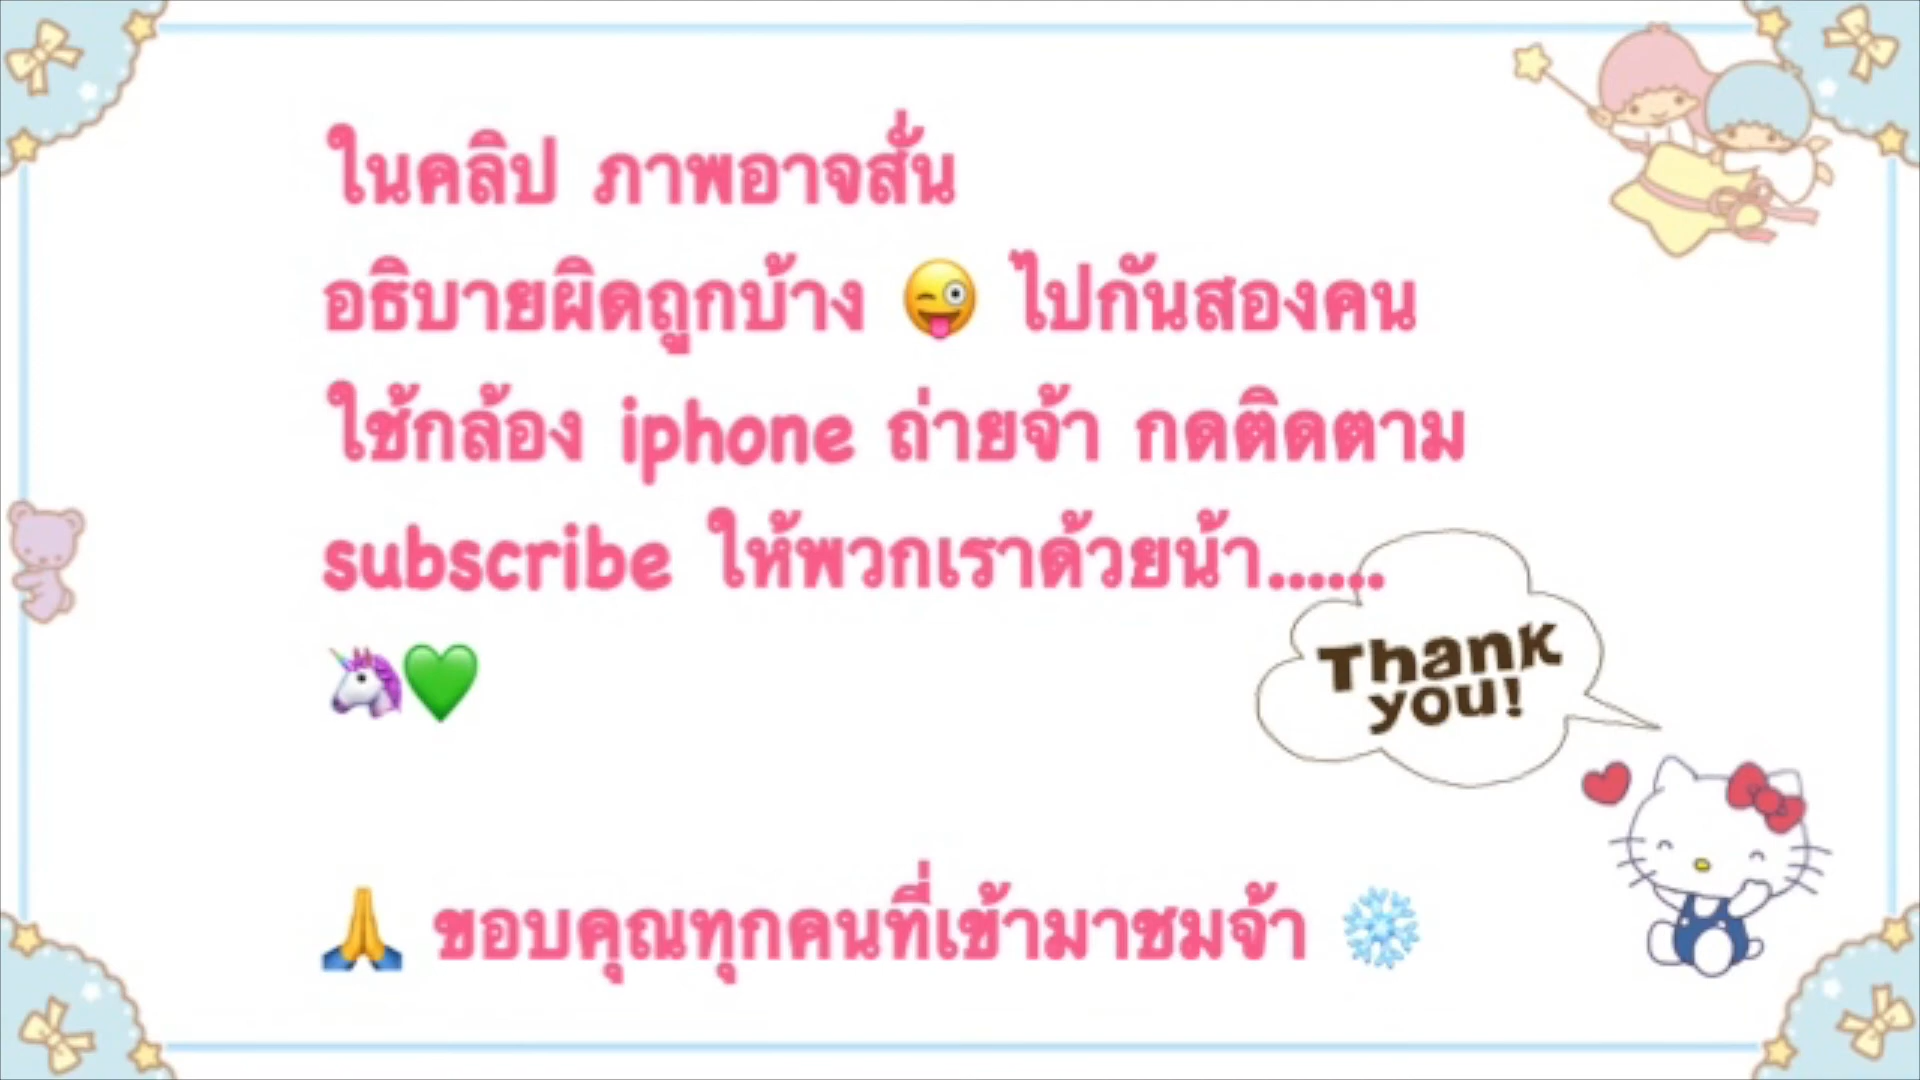 ในคลิป ภาพอาจสั่น
อธิบายผิดถูกบ้าง 😜 ไปกันสองคน
ใช้กล้อง iphone ถ่ายจ้า กดติดตาม
subscribe ให้พวกเราด้วยน้า......
🦄💚
Thank
you!
🙏 ขอบคุณทุกคนที่เข้ามาชมจ้า ❄️